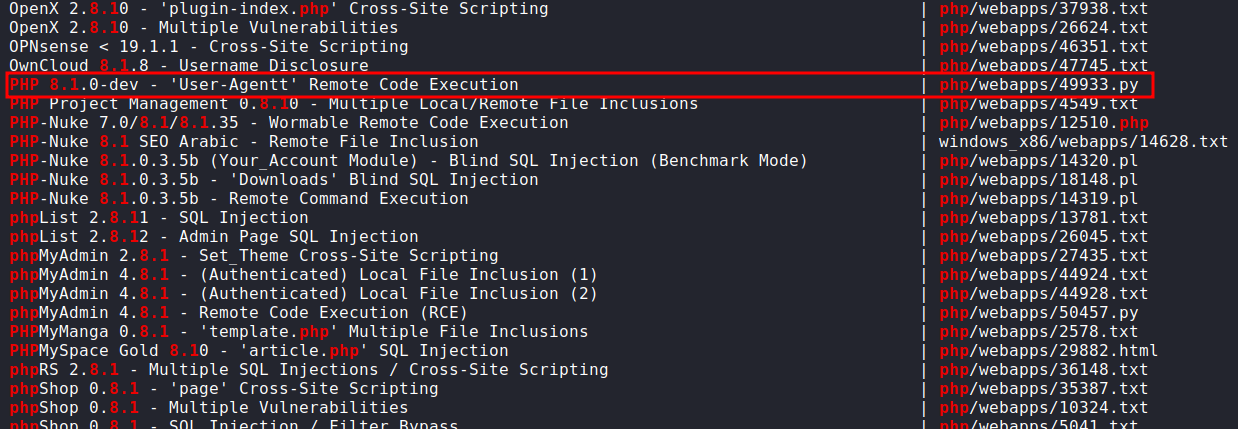 OpenX 2.8.10 - 'plugin-index.php' Cross-Site Scripting | php/webapps/37938.txt
OpenX 2.8.10 - Multiple Vulnerabilities | php/webapps/26624.txt
OPNsense < 19.1.1 - Cross-Site Scripting | php/webapps/46351.txt
OwnCloud 8.1.8 - Username Disclosure | php/webapps/47745.txt
PHP 8.1.0-dev - 'User-Agentt' Remote Code Execution | php/webapps/49933.py
PHP Project Management 0.8.10 - Multiple Local/Remote File Inclusions | php/webapps/4549.txt
PHP-Nuke 7.0/8.1/8.1.35 - Wormable Remote Code Execution | php/webapps/12510.php
PHP-Nuke 8.1 SEO Arabic - Remote File Inclusion | windows_x86/webapps/14628.txt
PHP-Nuke 8.1.0.3.5b (Your_Account Module) - Blind SQL Injection (Benchmark Mode) | php/webapps/14320.pl
PHP-Nuke 8.1.0.3.5b - 'Downloads' Blind SQL Injection | php/webapps/18148.pl
PHP-Nuke 8.1.0.3.5b - Remote Command Execution | php/webapps/14319.pl
phpList 2.8.11 - SQL Injection | php/webapps/13781.txt
phpList 2.8.12 - Admin Page SQL Injection | php/webapps/26045.txt
phpMyAdmin 2.8.1 - Set_Theme Cross-Site Scripting | php/webapps/27435.txt
phpMyAdmin 4.8.1 - (Authenticated) Local File Inclusion (1) | php/webapps/44924.txt
phpMyAdmin 4.8.1 - (Authenticated) Local File Inclusion (2) | php/webapps/44928.txt
phpMyAdmin 4.8.1 - Remote Code Execution (RCE) | php/webapps/50457.py
PHPMyManga 0.8.1 - 'template.php' Multiple File Inclusions | php/webapps/2578.txt
PHPMySpace Gold 8.10 - 'article.php' SQL Injection | php/webapps/29882.html
phpRS 2.8.1 - Multiple SQL Injections / Cross-Site Scripting | php/webapps/36148.txt
phpShop 0.8.1 - 'page' Cross-Site Scripting | php/webapps/35387.txt
phpShop 0.8.1 - Multiple Vulnerabilities | php/webapps/10324.txt
phpShop 0.8.1 - SQL Injection / Filter Bypass | php/webapps/5041.txt